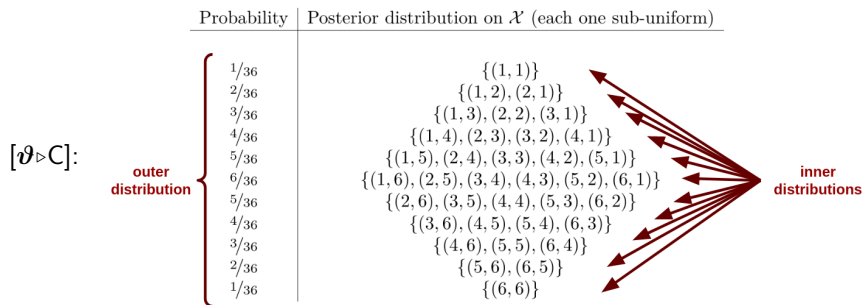 Probability Posterior distribution on 𝒳 (each one sub-uniform)
1/36 {(1, 1)}
2/36 {(1, 2), (2, 1)}
3/36 {(1, 3), (2, 2), (3, 1)}
4/36 {(1, 4), (2, 3), (3, 2), (4, 1)}
[ϑ▹C]: 5/36 {(1, 5), (2, 4), (3, 3), (4, 2), (5, 1)}
outer distribution 6/36 {(1, 6), (2, 5), (3, 4), (4, 3), (5, 2), (6, 1)} inner distributions
5/36 {(2, 6), (3, 5), (4, 4), (5, 3), (6, 2)}
4/36 {(3, 6), (4, 5), (5, 4), (6, 3)}
3/36 {(4, 6), (5, 5), (6, 4)}
2/36 {(5, 6), (6, 5)}
1/36 {(6, 6)}